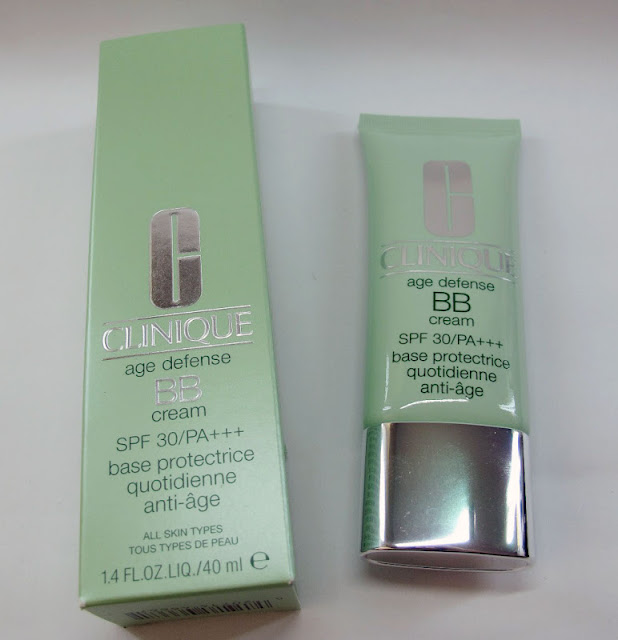 C
CLINIQUE
age defense
BB
cream
SPF 30/PA+++
base protectrice
quotidienne
anti-âge
ALL SKIN TYPES
TOUS TYPES DE PEAU
1.4 FL.OZ.LIQ./40 ml ℮
C
CLINIQUE
age defense
BB
cream
SPF 30/PA+++
base protectrice
quotidienne
anti-âge